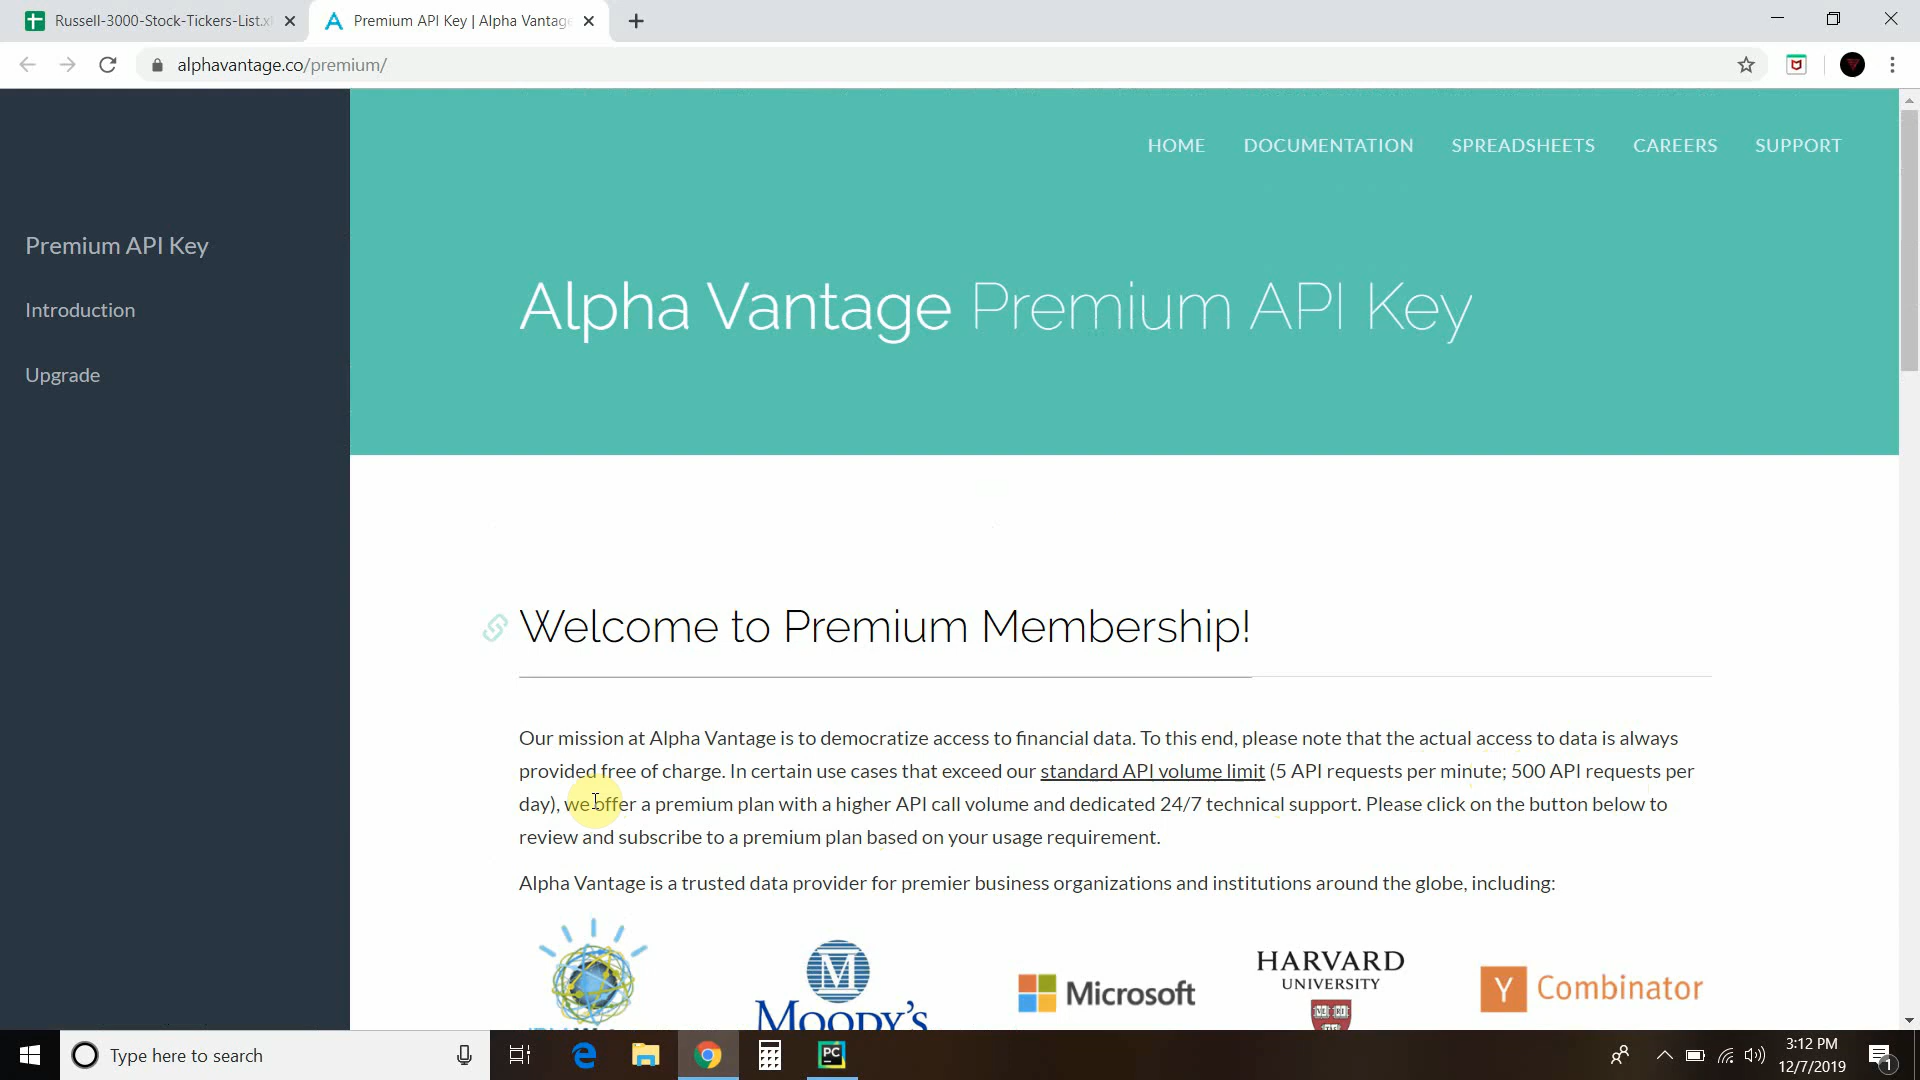 Russell-3000-Stock-Tickers-List.x
Premium API Key | Alpha Vantage
alphavantage.co/premium/
HOME DOCUMENTATION SPREADSHEETS CAREERS SUPPORT
Premium API Key
Introduction
Upgrade
Alpha Vantage Premium API Key
Welcome to Premium Membership!
Our mission at Alpha Vantage is to democratize access to financial data. To this end, please note that the actual access to data is always
provided free of charge. In certain use cases that exceed our standard API volume limit (5 API requests per minute; 500 API requests per
day), we offer a premium plan with a higher API call volume and dedicated 24/7 technical support. Please click on the button below to
review and subscribe to a premium plan based on your usage requirement.
Alpha Vantage is a trusted data provider for premier business organizations and institutions around the globe, including:
M
MOODY'S
Microsoft
HARVARD
UNIVERSITY
Y Combinator
Type here to search
PC
3:12 PM
12/7/2019
1